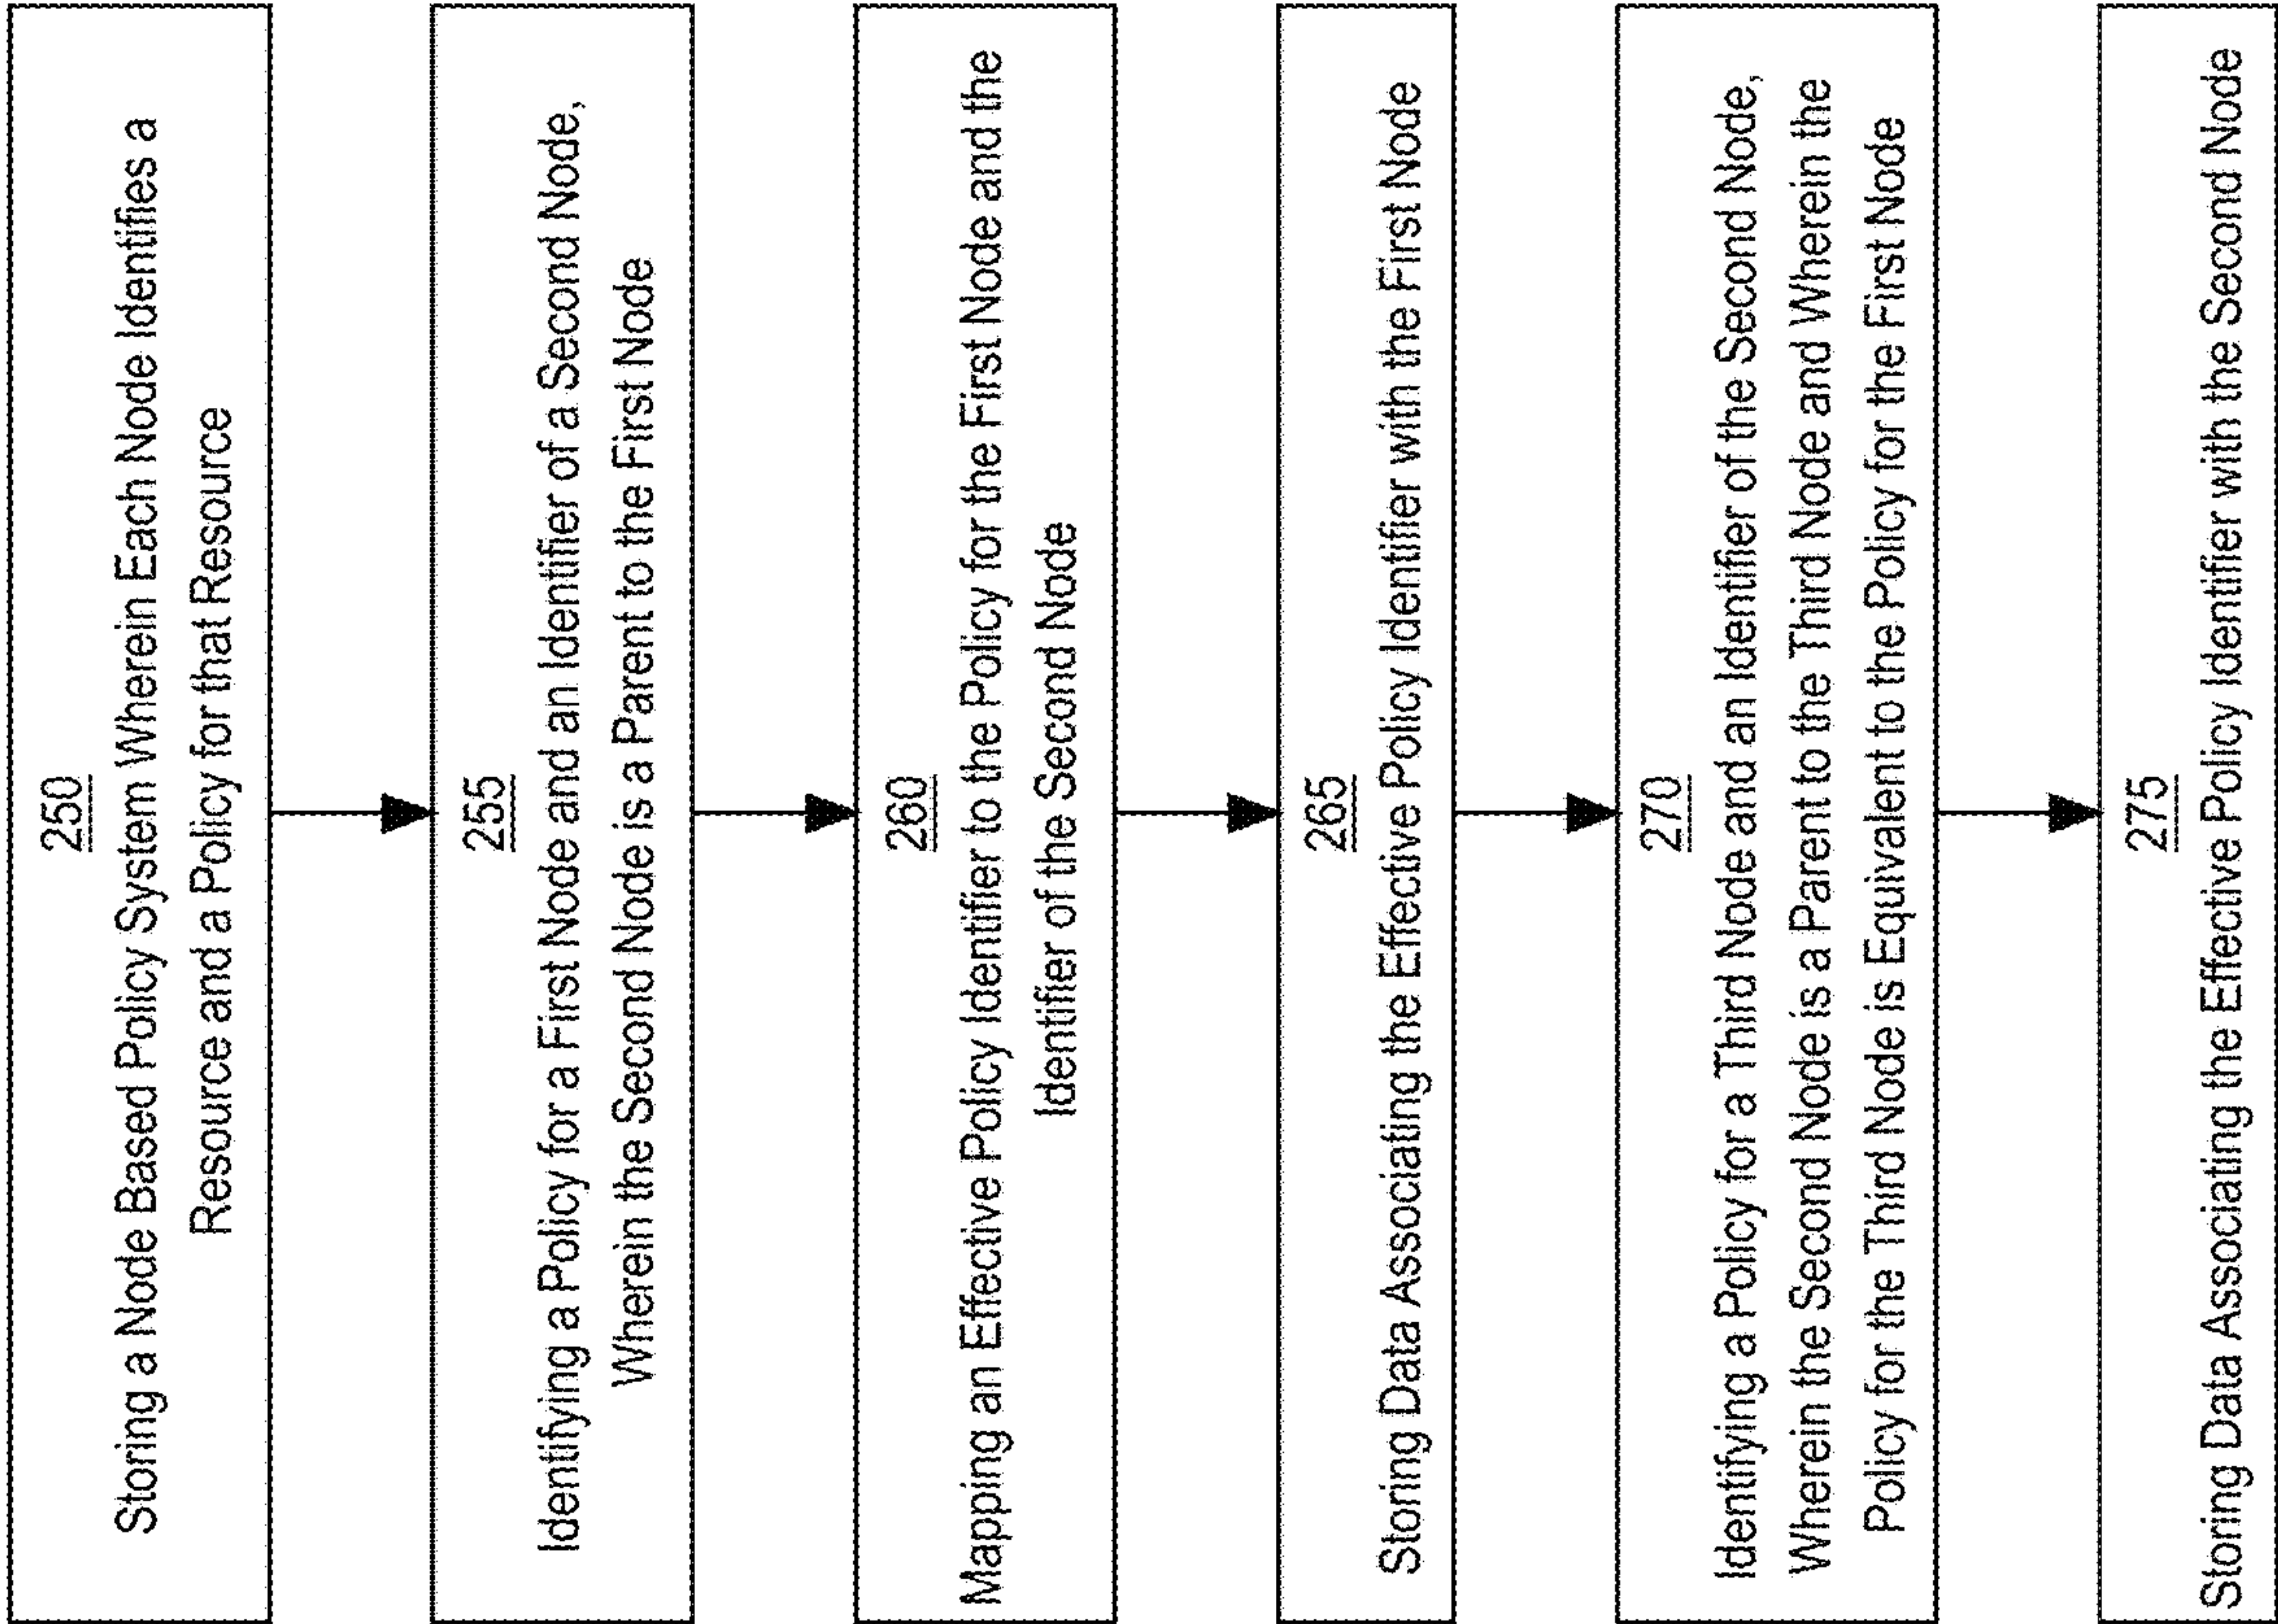 250
Storing a Node Based Policy System Wherein Each Node Identifies a
Resource and a Policy for that Resource
255
Identifying a Policy for a First Node and an Identifier of a Second Node,
Wherein the Second Node is a Parent to the First Node
260
Mapping an Effective Policy Identifier to the Policy for the First Node and the
Identifier of the Second Node
265
Storing Data Associating the Effective Policy Identifier with the First Node
270
Identifying a Policy for a Third Node and an Identifier of the Second Node,
Wherein the Second Node is a Parent to the Third Node and Wherein the
Policy for the Third Node is Equivalent to the Policy for the First Node
275
Storing Data Associating the Effective Policy Identifier with the Second Node